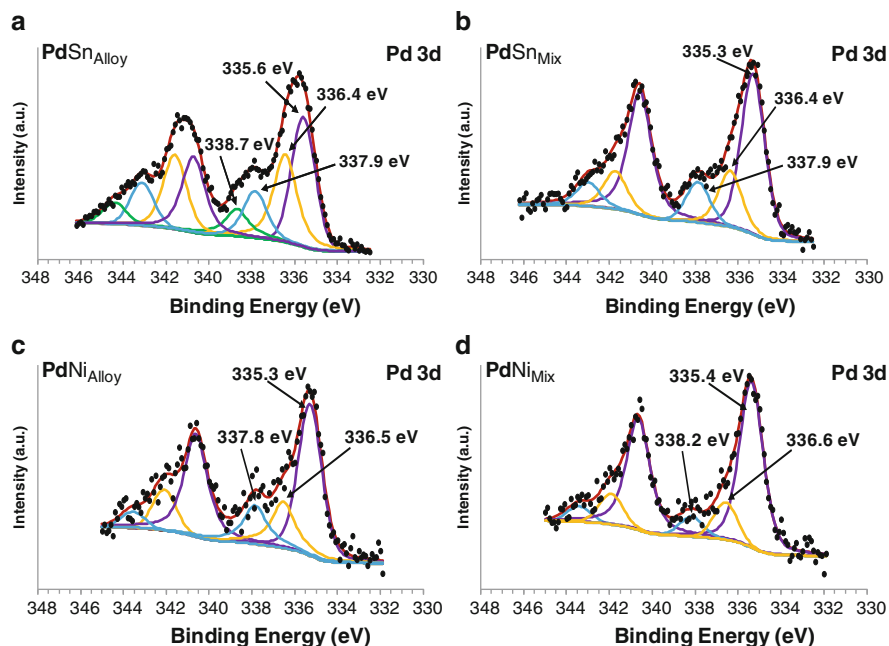 a
PdSnAlloy
Pd 3d
335.6 eV
336.4 eV
338.7 eV
337.9 eV
Intensity (a.u.)
348 346 344 342 340 338 336 334 332 330
Binding Energy (eV)
b
PdSnMix
Pd 3d
335.3 eV
336.4 eV
337.9 eV
Intensity (a.u.)
348 346 344 342 340 338 336 334 332 330
Binding Energy (eV)
c
PdNiAlloy
Pd 3d
335.3 eV
337.8 eV
336.5 eV
Intensity (a.u.)
348 346 344 342 340 338 336 334 332 330
Binding Energy (eV)
d
PdNiMix
Pd 3d
335.4 eV
338.2 eV
336.6 eV
Intensity (a.u.)
348 346 344 342 340 338 336 334 332 330
Binding Energy (eV)